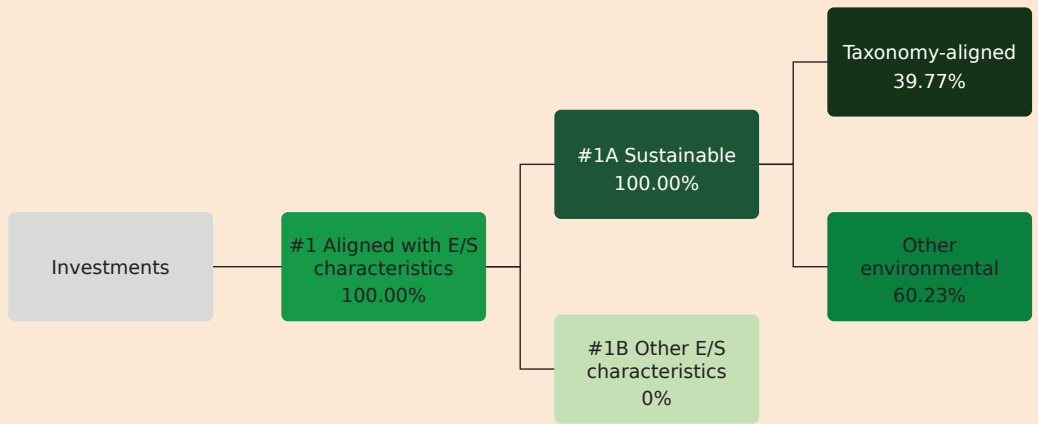 Investments
#1 Aligned with E/S
characteristics
100.00%
#1A Sustainable
100.00%
#1B Other E/S
characteristics
0%
Taxonomy-aligned
39.77%
Other
environmental
60.23%